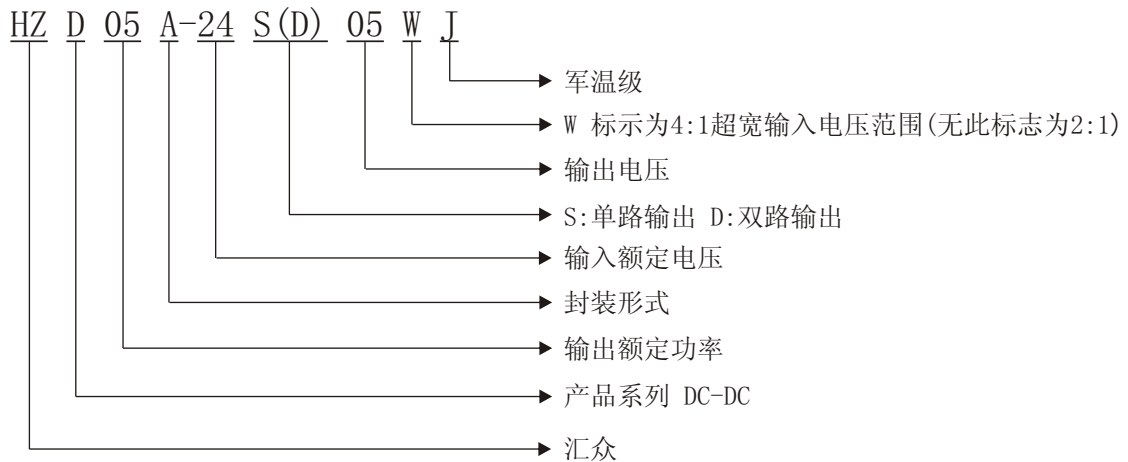 HZ D 05 A-24 S(D) 05 W J
军温级
W 标示为4:1超宽输入电压范围(无此标志为2:1)
输出电压
S:单路输出 D:双路输出
输入额定电压
封装形式
输出额定功率
产品系列 DC-DC
汇众